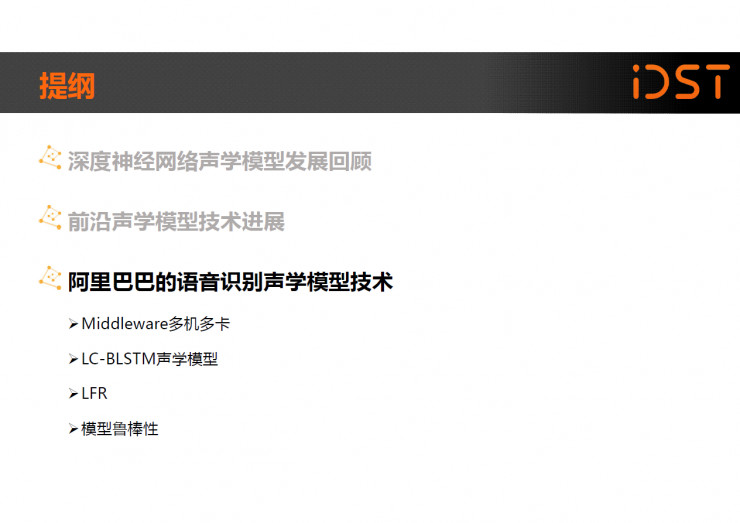 提纲
iDST
深度神经网络声学模型发展回顾
前沿声学模型技术进展
阿里巴巴的语音识别声学模型技术
➢Middleware多机多卡
➢LC-BLSTM声学模型
➢LFR
➢模型鲁棒性